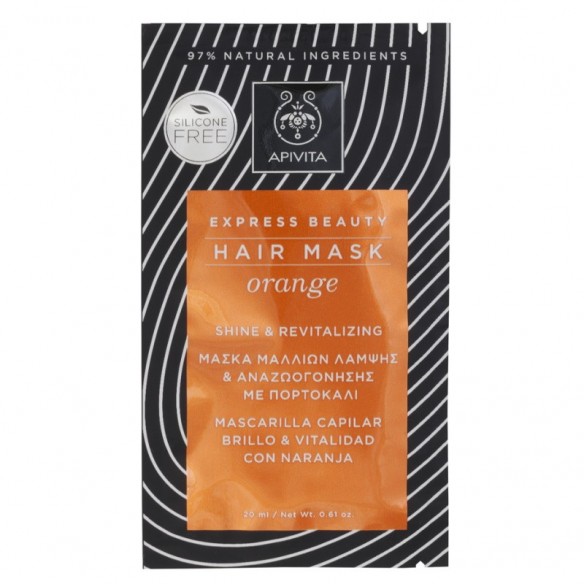 97% NATURAL INGREDIENTS
SILICONE
FREE
APIVITA
EXPRESS BEAUTY
HAIR MASK
orange
SHINE & REVITALIZING
ΜΑΣΚΑ ΜΑΛΛΙΩΝ ΛΑΜΨΗΣ
& ΑΝΑΖΩΟΓΟΝΗΣΗΣ
ΜΕ ΠΟΡΤΟΚΑΛΙ
MASCARILLA CAPILAR
BRILLO & VITALIDAD
CON NARANJA
20 ml / Net Wt. 0.61 oz.